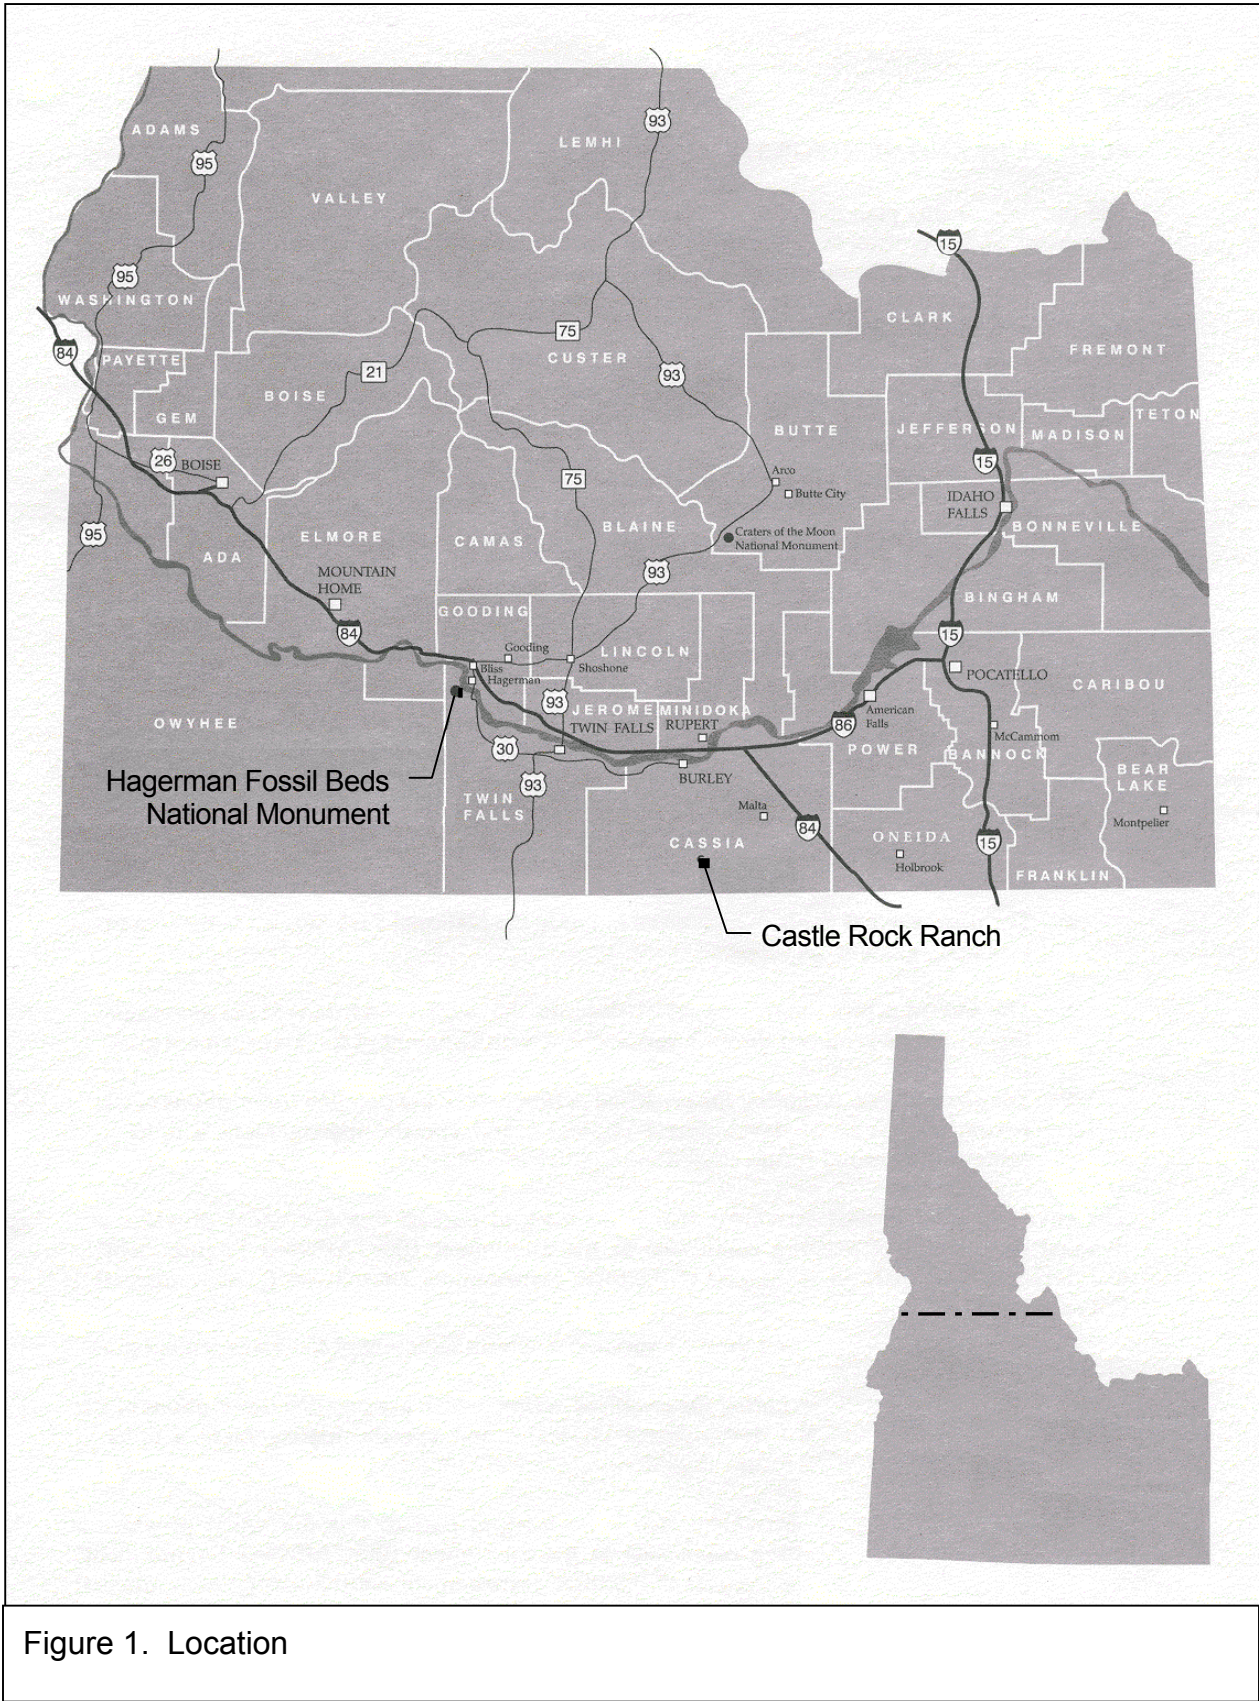 93
ADAMS
LEMHI
95
VALLEY
15
95
WASHINGTON
CLARK
75
84
PAYETTE
CUSTER
FREMONT
21
93
BOISE
GEM
TETON
BUTTE
JEFFERSON
MADISON
26
BOISE
15
Arco
75
Butte City
IDAHO
FALLS
95
BLAINE
BONNEVILLE
ELMORE
CAMAS
Craters of the Moon
National Monument
ADA
MOUNTAIN
HOME
93
BINGHAM
GOODING
84
15
Gooding
LINCOLN
Bliss
Shoshone
POCATELLO
Hagerman
CARIBOU
93
JEROME
MINIDOKA
American
Falls
OWYHEE
TWIN FALLS
RUPERT
86
McCammom
30
POWER
BANNOCK
Hagerman Fossil Beds
National Monument
93
BURLEY
BEAR
LAKE
TWIN
FALLS
Malta
Montpelier
84
CASSIA
ONEIDA
15
Holbrook
FRANKLIN
Castle Rock Ranch
Figure 1. Location